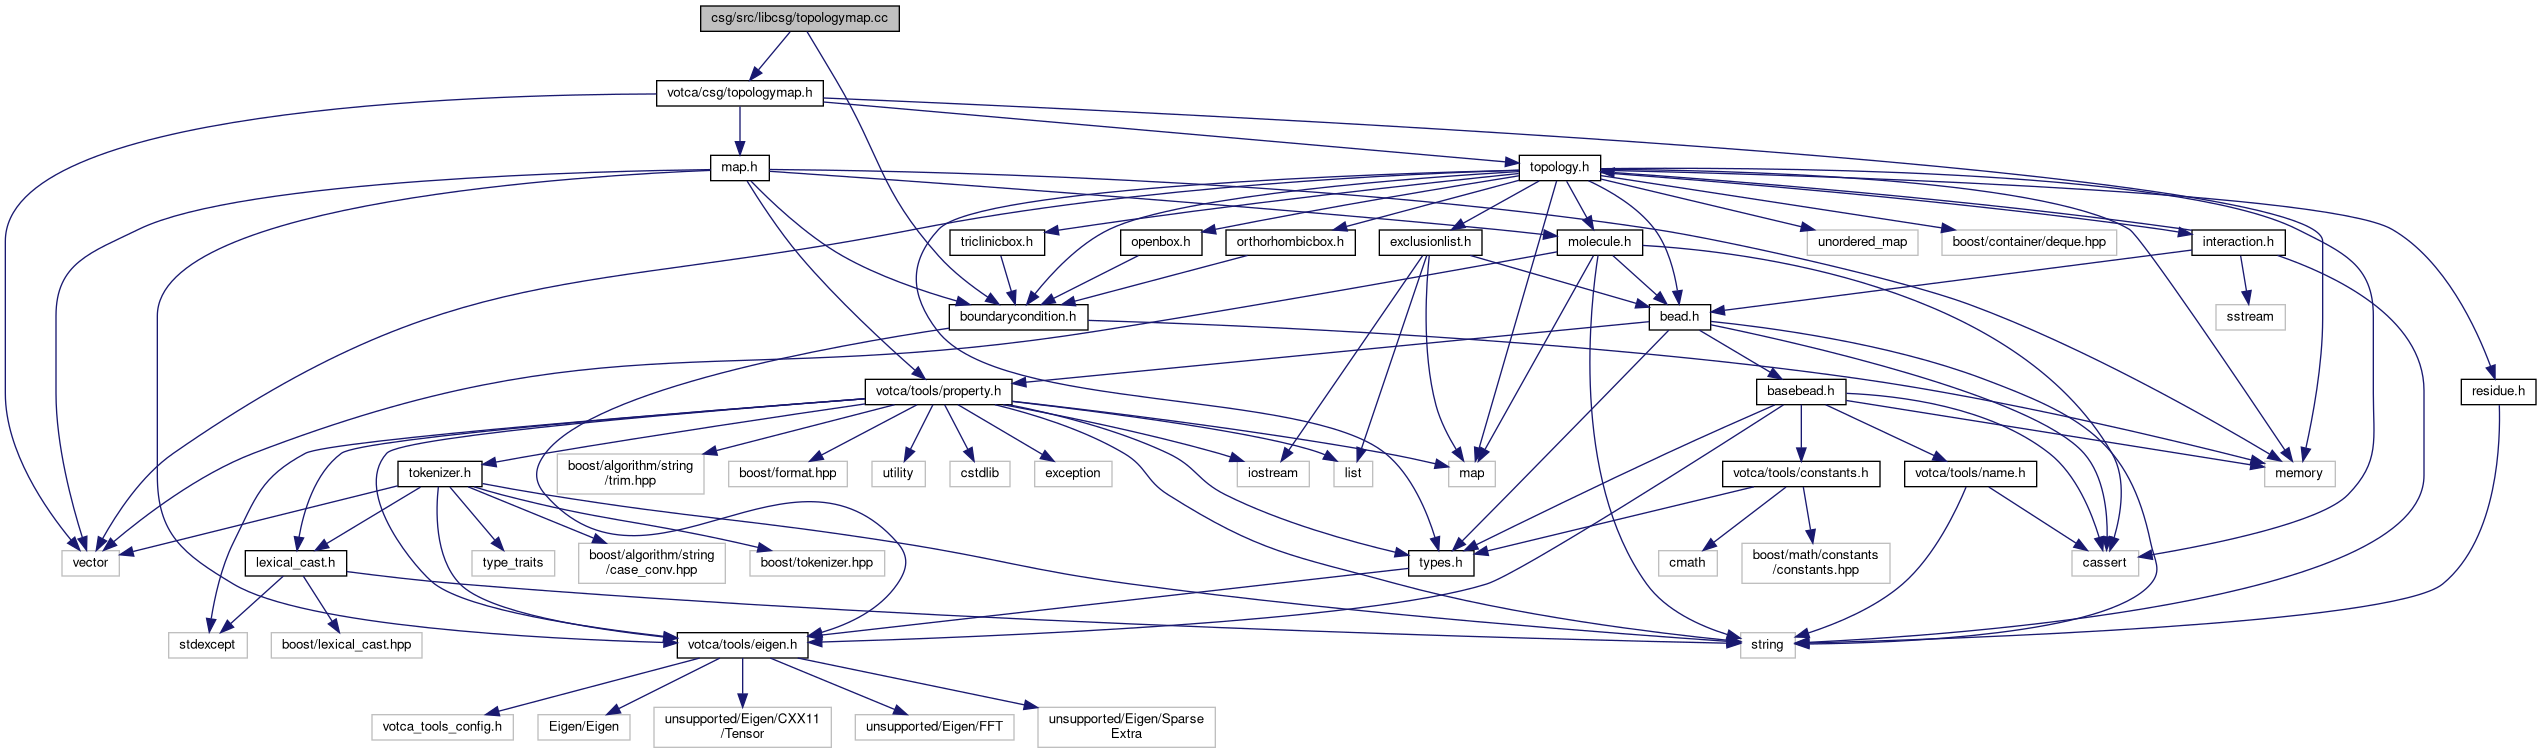 csg/src/libcsg/topologymap.cc
votca/csg/topologymap.h
map.h
topology.h
triclinicbox.h
openbox.h
orthorhombicbox.h
exclusionlist.h
molecule.h
unordered_map
boost/container/deque.hpp
interaction.h
boundarycondition.h
bead.h
sstream
votca/tools/property.h
basebead.h
residue.h
tokenizer.h
boost/algorithm/string
/trim.hpp
boost/format.hpp
utility
cstdlib
exception
iostream
list
map
votca/tools/constants.h
votca/tools/name.h
memory
vector
lexical_cast.h
type_traits
boost/algorithm/string
/case_conv.hpp
boost/tokenizer.hpp
types.h
cmath
boost/math/constants
/constants.hpp
cassert
stdexcept
boost/lexical_cast.hpp
votca/tools/eigen.h
string
votca_tools_config.h
Eigen/Eigen
unsupported/Eigen/CXX11
/Tensor
unsupported/Eigen/FFT
unsupported/Eigen/Sparse
Extra